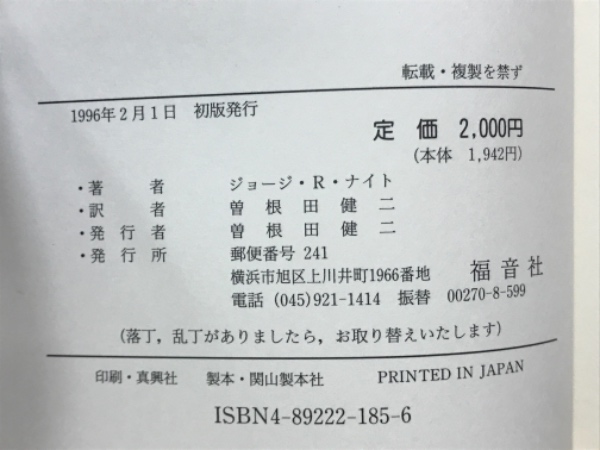 転載・複製を禁ず
1996年2月1日 初版発行
定価 2,000円
(本体 1,942円)
・著者 ジョージ・R・ナイト
・訳者 曽根田健二
・発行者 曽根田健二
・発行所 郵便番号 241
横浜市旭区上川井町1966番地 福音社
電話 (045)921-1414 振替 00270-8-599
(落丁，乱丁がありましたら，お取り替えいたします)
印刷・真興社 製本・関山製本社 PRINTED IN JAPAN
ISBN4-89222-185-6